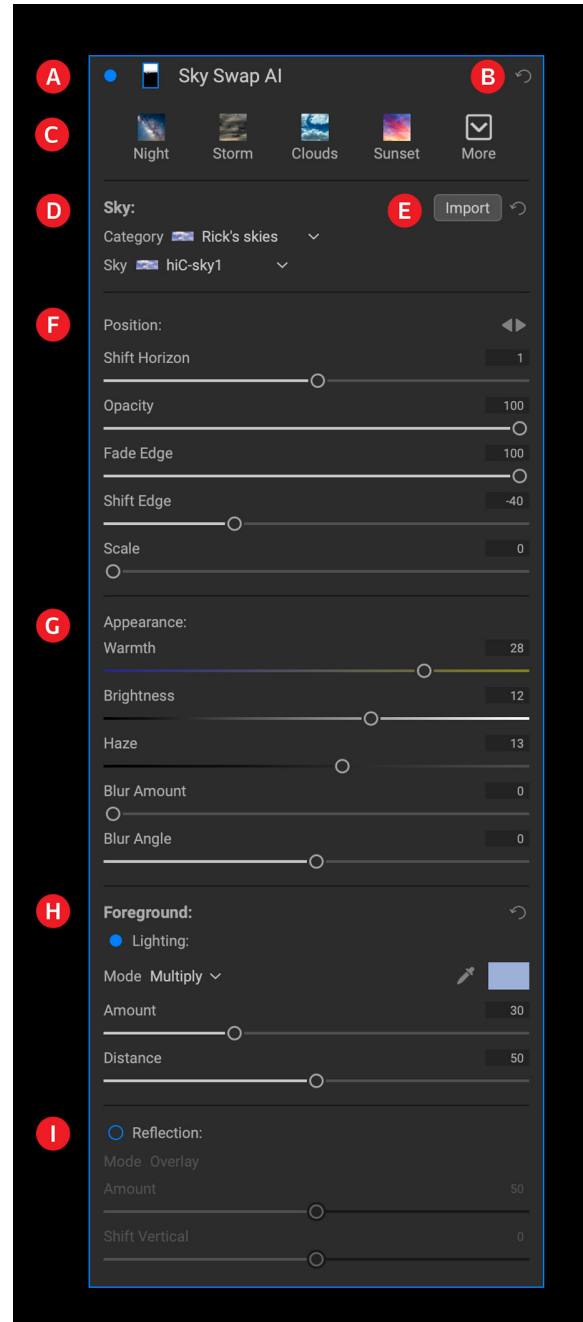 A Sky Swap AI B
C
Night Storm Clouds Sunset More
D Sky: E Import
Category Rick's skies
Sky hiC-sky1
F Position:
Shift Horizon 1
Opacity 100
Fade Edge 100
Shift Edge -40
Scale 0
G Appearance:
Warmth 28
Brightness 12
Haze 13
Blur Amount 0
Blur Angle 0
H Foreground:
Lighting:
Mode Multiply
Amount 30
Distance 50
I Reflection:
Mode Overlay
Amount 50
Shift Vertical 0